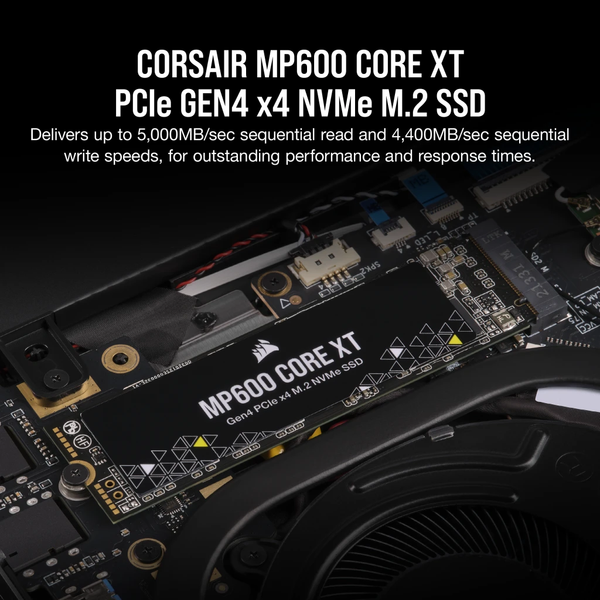 CORSAIR MP600 CORE XT
PCIe GEN4 x4 NVMe M.2 SSD
Delivers up to 5,000MB/sec sequential read and 4,400MB/sec sequential
write speeds, for outstanding performance and response times.
SPKZ
21331 M
MP600 CORE XT
Gen4 PCIe x4 M.2 NVMe SSD